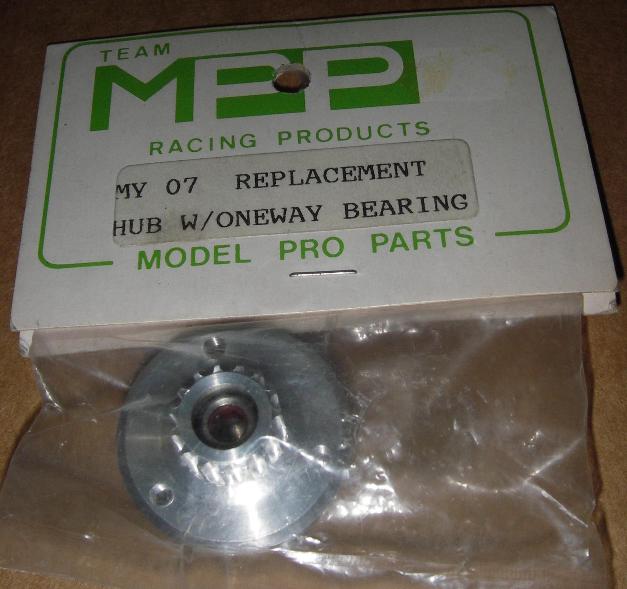 TEAM
MPP
RACING PRODUCTS
MY 07 REPLACEMENT
HUB W/ONEWAY BEARING
MODEL PRO PARTS